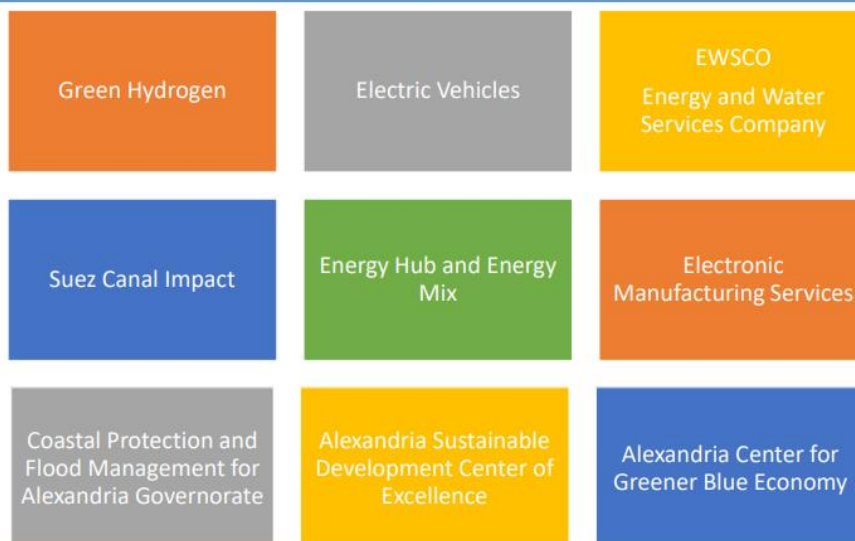 Green Hydrogen
Electric Vehicles
EWSCO
Energy and Water
Services Company
Suez Canal Impact
Energy Hub and Energy
Mix
Electronic
Manufacturing Services
Coastal Protection and
Flood Management for
Alexandria Governorate
Alexandria Sustainable
Development Center of
Excellence
Alexandria Center for
Greener Blue Economy